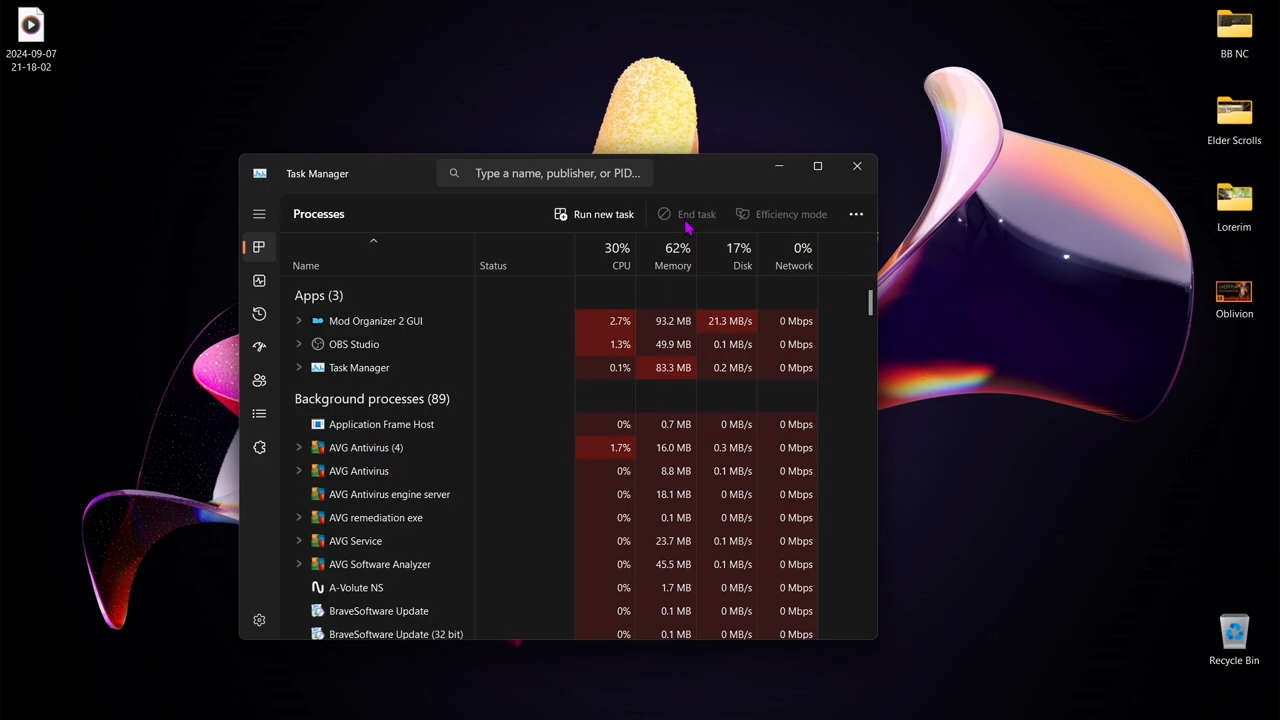 2024-09-07
21-18-02
BB NC
Elder Scrolls
Lorerim
Oblivion
Recycle Bin
Task Manager
Type a name, publisher, or PID...
Processes
Run new task
End task
Efficiency mode
30% 62% 17% 0%
Name Status CPU Memory Disk Network
Apps (3)
Mod Organizer 2 GUI 2.7% 93.2 MB 21.3 MB/s 0 Mbps
OBS Studio 1.3% 49.9 MB 0.1 MB/s 0 Mbps
Task Manager 0.1% 83.3 MB 0.2 MB/s 0 Mbps
Background processes (89)
Application Frame Host 0% 0.7 MB 0 MB/s 0 Mbps
AVG Antivirus (4) 1.7% 16.0 MB 0.3 MB/s 0 Mbps
AVG Antivirus 0% 8.8 MB 0.1 MB/s 0 Mbps
AVG Antivirus engine server 0% 18.1 MB 0 MB/s 0 Mbps
AVG remediation exe 0% 0.1 MB 0 MB/s 0 Mbps
AVG Service 0% 23.7 MB 0.1 MB/s 0 Mbps
AVG Software Analyzer 0% 45.5 MB 0.1 MB/s 0 Mbps
A-Volute NS 0% 1.7 MB 0 MB/s 0 Mbps
BraveSoftware Update 0% 0.1 MB 0 MB/s 0 Mbps
BraveSoftware Update (32 bit) 0% 0.1 MB 0 MB/s 0 Mbps